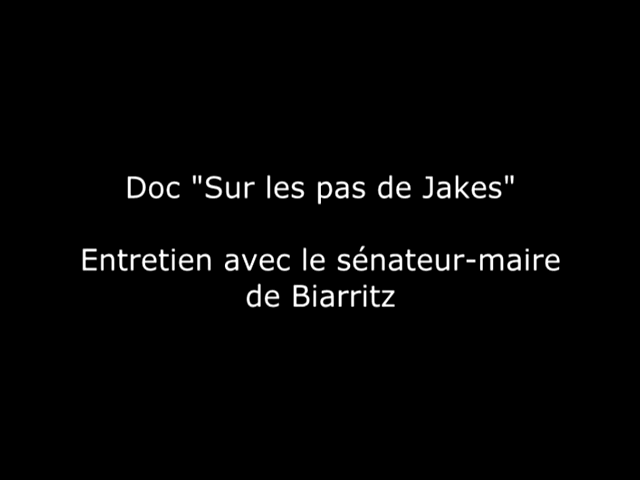 Doc "Sur les pas de Jakes"
Entretien avec le sénateur-maire
de Biarritz